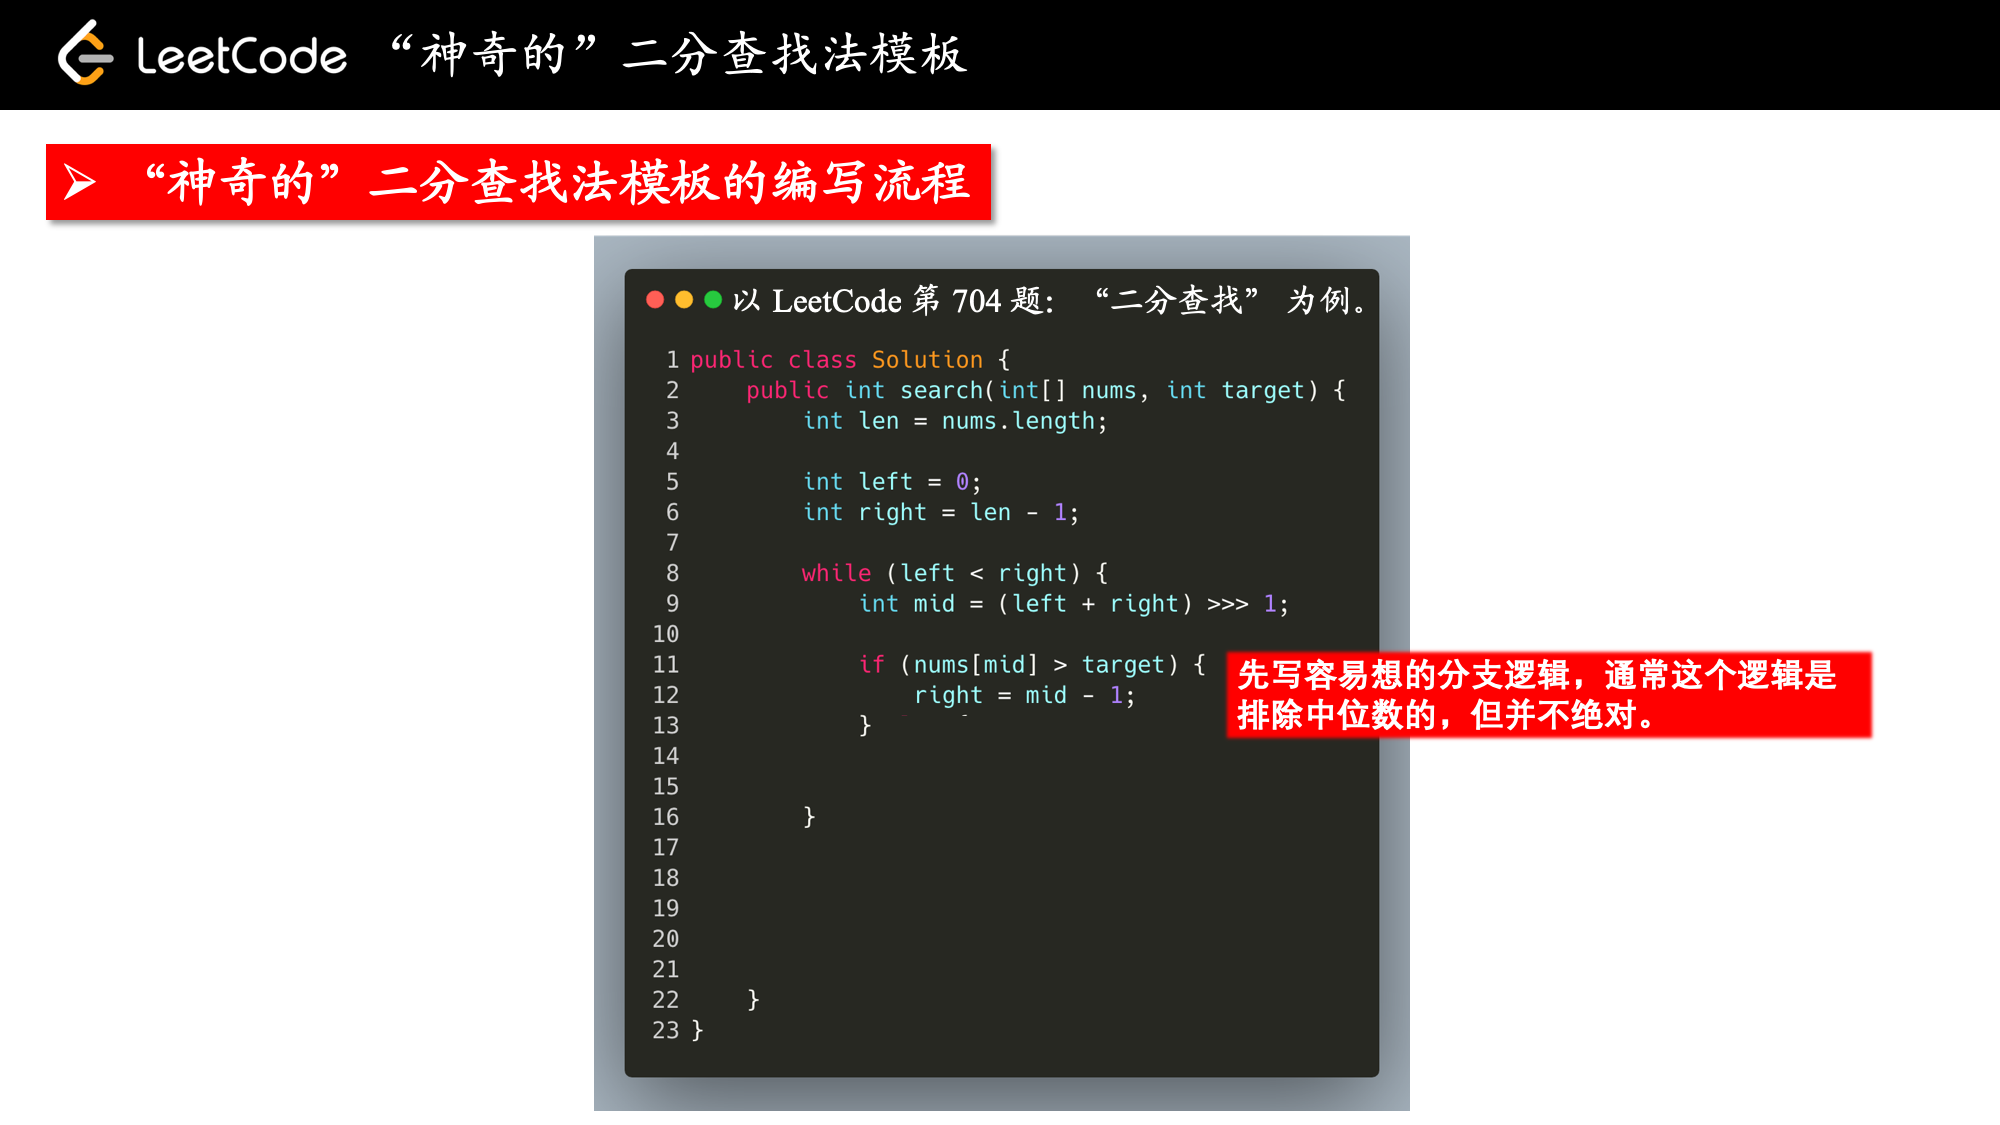 LeetCode “神奇的”二分查找法模板
➢ “神奇的”二分查找法模板的编写流程
以 LeetCode 第 704 题：“二分查找” 为例。
1 public class Solution {
2     public int search(int[] nums, int target) {
3         int len = nums.length;
4
5         int left = 0;
6         int right = len - 1;
7
8         while (left < right) {
9             int mid = (left + right) >>> 1;
10
11             if (nums[mid] > target) {
12                 right = mid - 1;
13             }
14
15
16         }
17
18
19
20
21
22     }
23 }
先写容易想的分支逻辑，通常这个逻辑是
排除中位数的，但并不绝对。